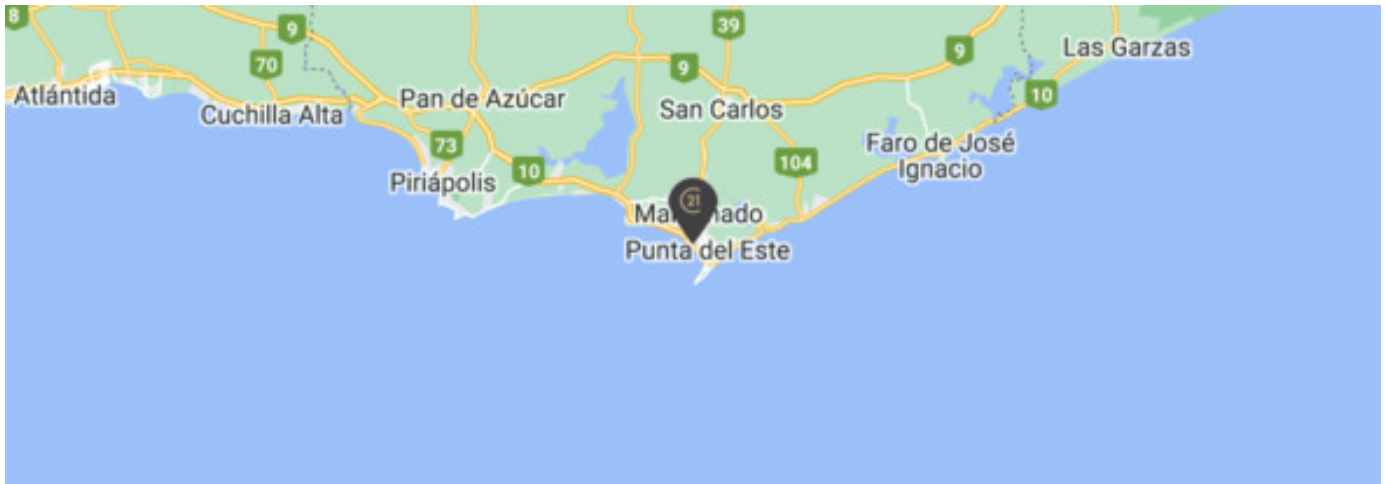 8
9
39
9
Las Garzas
70
9
10
Atlántida
Pan de Azúcar
Cuchilla Alta
San Carlos
73
Faro de José
Ignacio
104
10
Piriápolis
21
Punta del Este